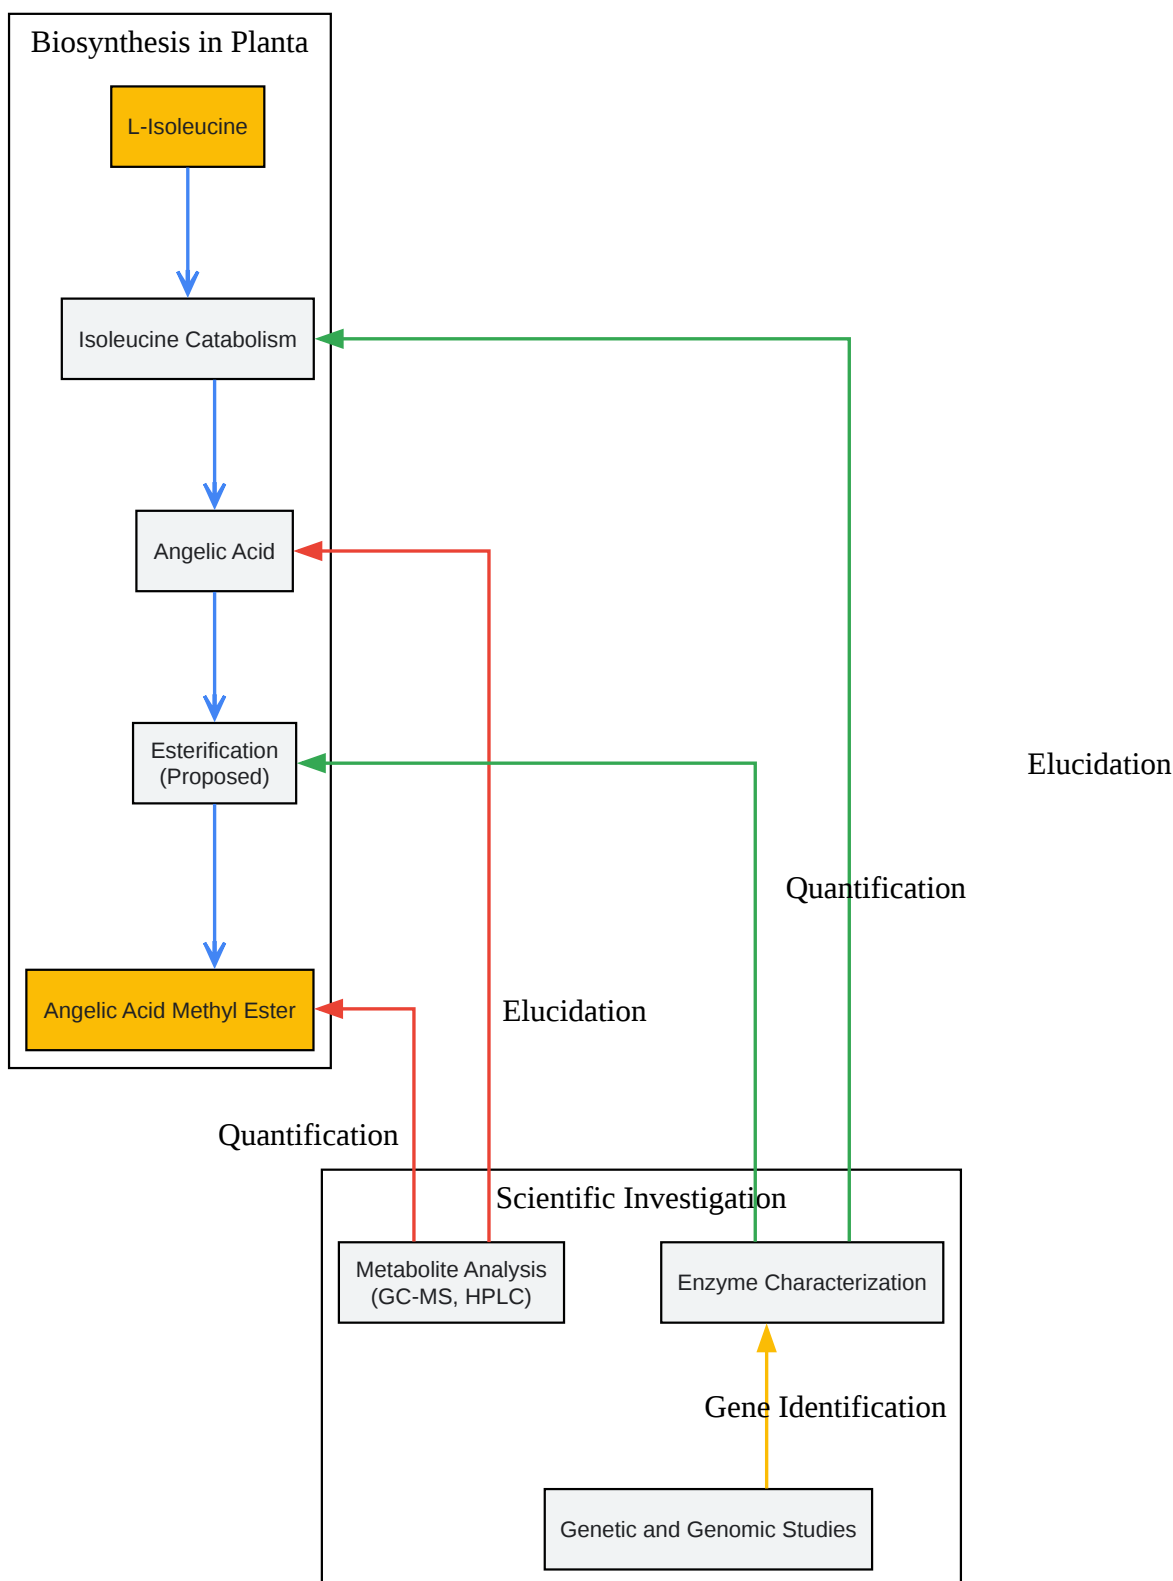 Biosynthesis in Planta
L-Isoleucine
Isoleucine Catabolism
Angelic Acid
Esterification
(Proposed)
Elucidation
Quantification
Angelic Acid Methyl Ester
Elucidation
Quantification
Scientific Investigation
Metabolite Analysis
(GC-MS, HPLC)
Enzyme Characterization
Gene Identification
Genetic and Genomic Studies